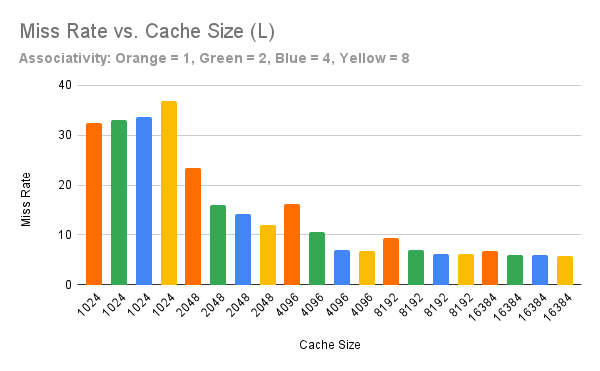 Miss Rate vs. Cache Size (L)
Associativity: Orange = 1, Green = 2, Blue = 4, Yellow = 8
40
30
20
10
0
Miss Rate
1024 1024 1024 1024 2048 2048 2048 2048 4096 4096 4096 4096 8192 8192 8192 8192 16384 16384 16384 16384
Cache Size